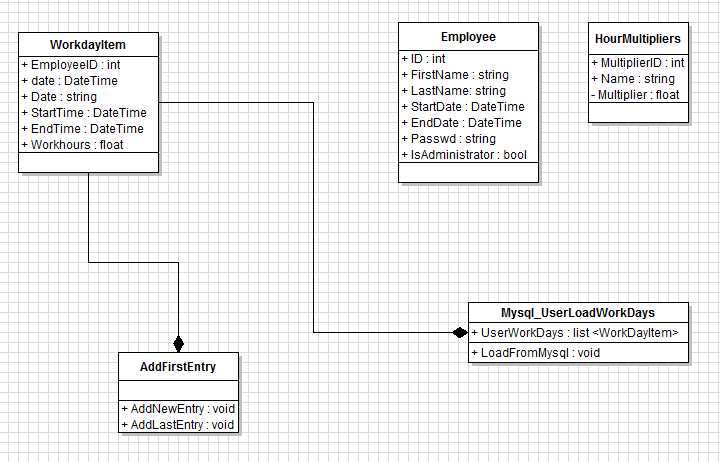 WorkdayItem
+ EmployeeID : int
+ date : DateTime
+ Date : string
+ StartTime : DateTime
+ EndTime : DateTime
+ Workhours : float
Employee
+ ID : int
+ FirstName : string
+ LastName: string
+ StartDate : DateTime
+ EndDate : DateTime
+ Passwd : string
+ IsAdministrator : bool
HourMultipliers
+ MultiplierID : int
+ Name : string
- Multiplier : float
Mysql_UserLoadWorkDays
+ UserWorkDays : list <WorkDayItem>
+ LoadFromMysql : void
AddFirstEntry
+ AddNewEntry : void
+ AddLastEntry : void